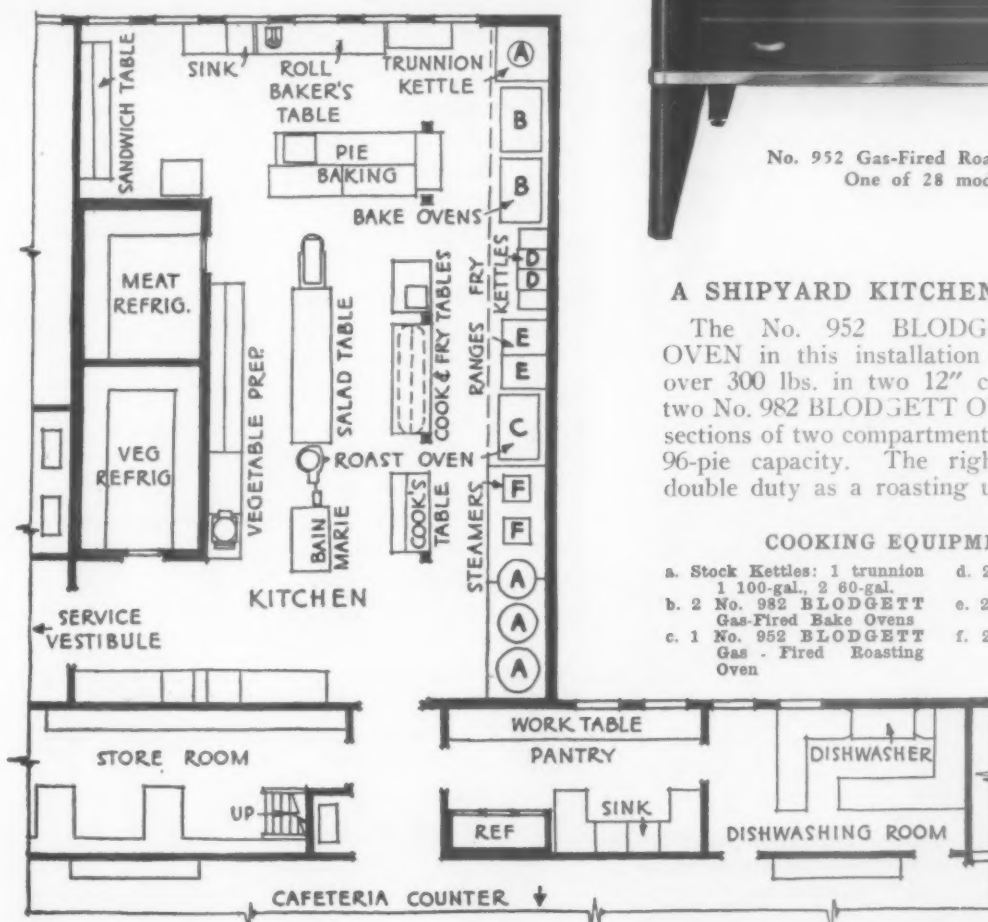 SINK
ROLL
BAKER'S
TABLE
TRUNNION
KETTLE
A
SANDWICH TABLE
PIE
BAKING
B
B
BAKE OVENS
MEAT
REFRIG.
VEGETABLE PREP.
SALAD TABLE
COOK & FRY TABLES
RANGES
FRY
KETTLES
D
D
E
E
C
VEG
REFRIG
ROAST OVEN
COOK'S
TABLE
BAIN
MARIE
STEAMERS
F
F
A
A
A
KITCHEN
SERVICE
VESTIBULE
STORE ROOM
UP
WORK TABLE
PANTRY
REF
SINK
DISHWASHER
DISHWASHING ROOM
CAFETERIA COUNTER
No. 952 Gas-Fired Roa
One of 28 mod
A SHIPYARD KITCHEN
The No. 952 BLODG
OVEN in this installation
over 300 lbs. in two 12" c
two No. 982 BLODGETT O
sections of two compartment
96-pie capacity. The righ
double duty as a roasting u
COOKING EQUIPM
a. Stock Kettles: 1 trunnion
1 100-gal., 2 60-gal.
b. 2 No. 982 BLODGETT
Gas-Fired Bake Ovens
c. 1 No. 952 BLODGETT
Gas - Fired Roasting
Oven
d. 2
e. 2
f. 2